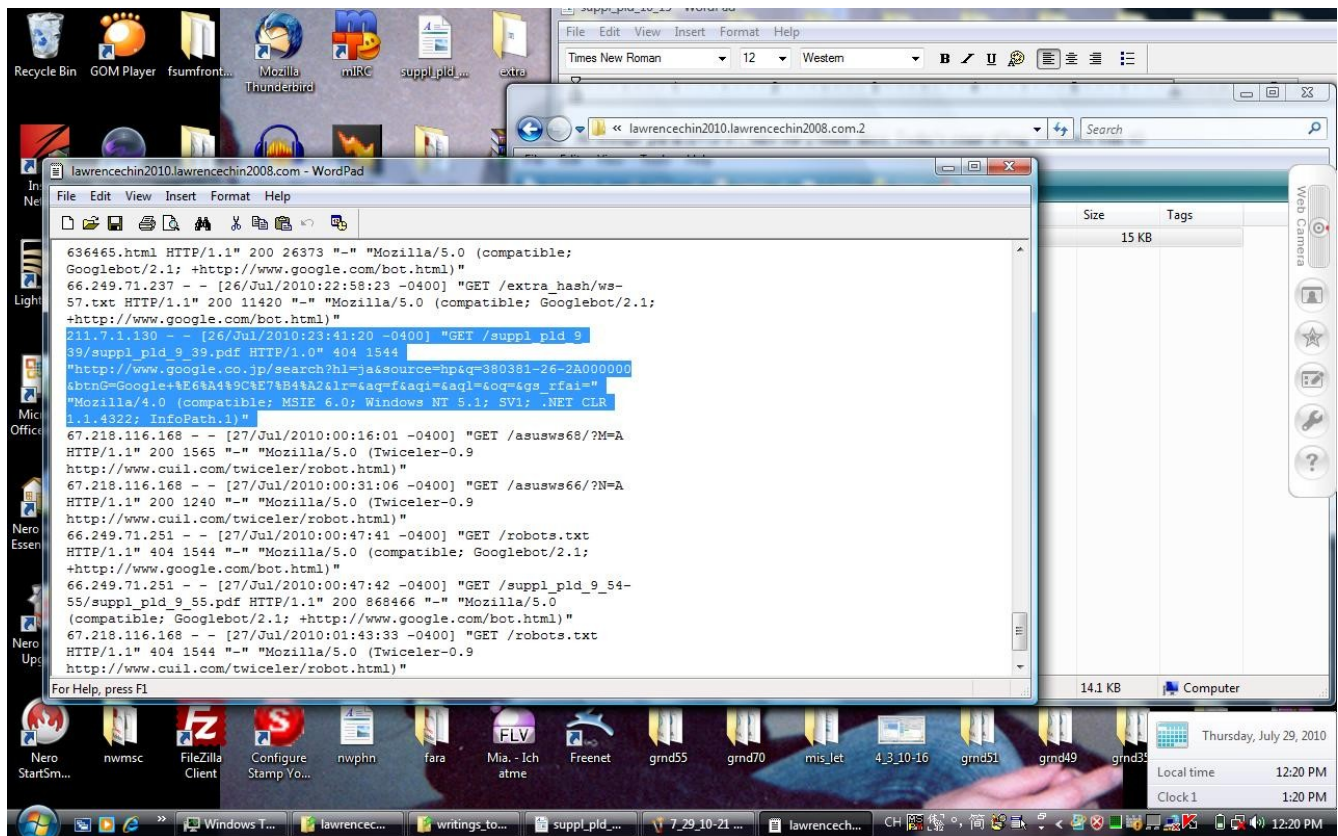 suppl_pld_10_15 - WordPad
File Edit View Insert Format Help
Times New Roman 12 Western B I U
Recycle Bin GOM Player fsumfront... Mozilla Thunderbird mIRC suppl_pld_... extra
« lawrencechin2010.lawrencechin2008.com.2 Search
lawrencechin2010.lawrencechin2008.com - WordPad
File Edit View Insert Format Help
Size Tags
15 KB
Web Camera
636465.html HTTP/1.1" 200 26373 "-" "Mozilla/5.0 (compatible;
Googlebot/2.1; +http://www.google.com/bot.html)"
66.249.71.237 - - [26/Jul/2010:22:58:23 -0400] "GET /extra_hash/ws-
57.txt HTTP/1.1" 200 11420 "-" "Mozilla/5.0 (compatible; Googlebot/2.1;
+http://www.google.com/bot.html)"
211.7.1.130 - - [26/Jul/2010:23:41:20 -0400] "GET /suppl_pld_9
39/suppl_pld_9_39.pdf HTTP/1.0" 404 1544
"http://www.google.co.jp/search?hl=ja&source=hp&q=380381-26-2A000000
&btnG=Google+%E6%A4%9C%E7%B4%A2&lr=&aq=f&aqi=&aql=&oq=&gs_rfai="
"Mozilla/4.0 (compatible; MSIE 6.0; Windows NT 5.1; SV1; .NET CLR
1.1.4322; InfoPath.1)"
67.218.116.168 - - [27/Jul/2010:00:16:01 -0400] "GET /asusws68/?M=A
HTTP/1.1" 200 1565 "-" "Mozilla/5.0 (Twiceler-0.9
http://www.cuil.com/twiceler/robot.html)"
67.218.116.168 - - [27/Jul/2010:00:31:06 -0400] "GET /asusws66/?N=A
HTTP/1.1" 200 1240 "-" "Mozilla/5.0 (Twiceler-0.9
http://www.cuil.com/twiceler/robot.html)"
66.249.71.251 - - [27/Jul/2010:00:47:41 -0400] "GET /robots.txt
HTTP/1.1" 404 1544 "-" "Mozilla/5.0 (compatible; Googlebot/2.1;
+http://www.google.com/bot.html)"
66.249.71.251 - - [27/Jul/2010:00:47:42 -0400] "GET /suppl_pld_9_54-
55/suppl_pld_9_55.pdf HTTP/1.1" 200 868466 "-" "Mozilla/5.0
(compatible; Googlebot/2.1; +http://www.google.com/bot.html)"
67.218.116.168 - - [27/Jul/2010:01:43:33 -0400] "GET /robots.txt
HTTP/1.1" 404 1544 "-" "Mozilla/5.0 (Twiceler-0.9
http://www.cuil.com/twiceler/robot.html)"
For Help, press F1
14.1 KB Computer
Nero StartSm... nwmsc FileZilla Client Configure Stamp Yo... nwphn fara Mia. - Ich atme Freenet grnd55 grnd70 mis_let 4_3_10-16 grnd51 grnd49
Thursday, July 29, 2010
Local time 12:20 PM
Clock 1 1:20 PM
Windows T... lawrencec... writings_to... suppl_pld_... 7_29_10-21 ... lawrencech... CH 简 12:20 PM